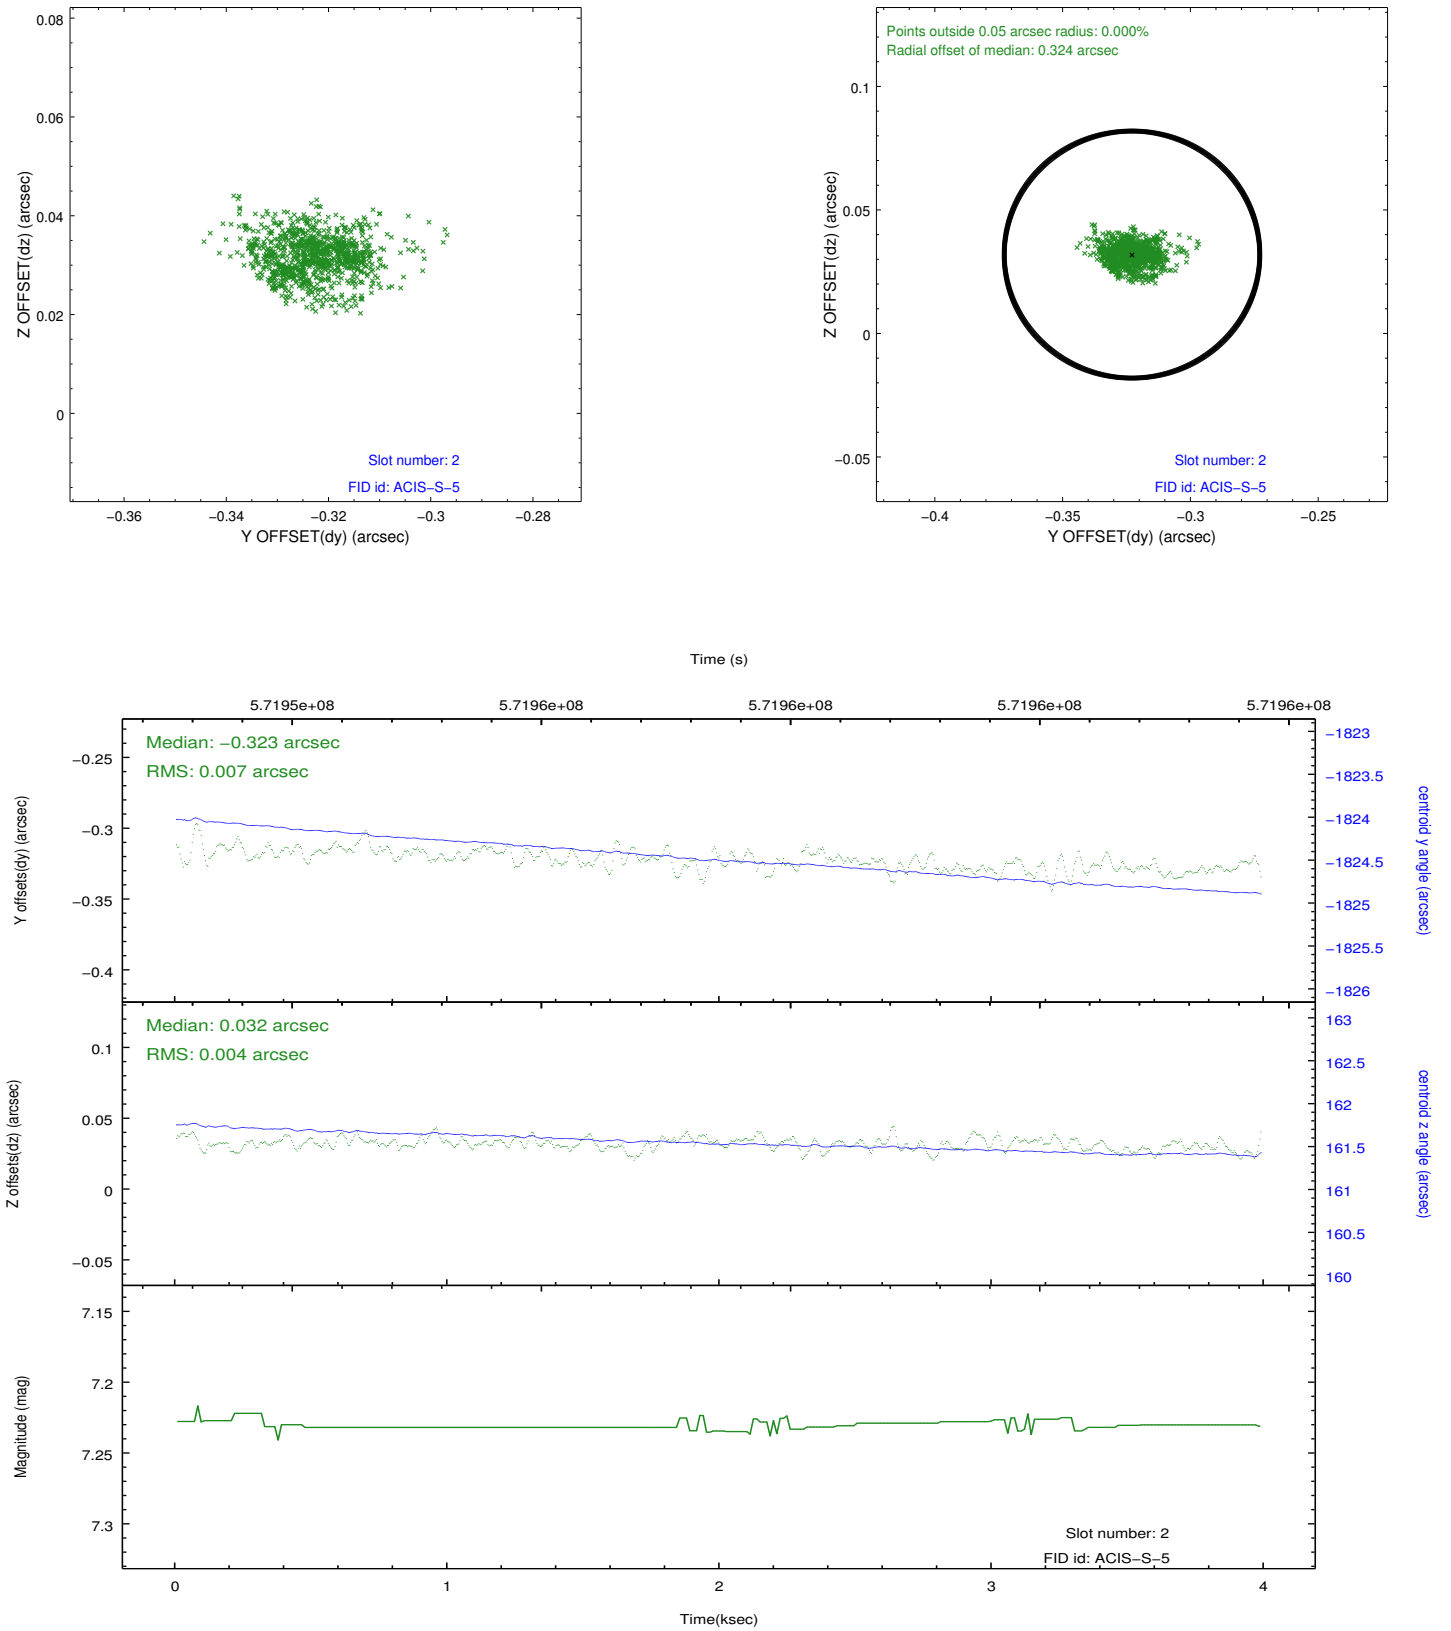 0.08
0.06
0.04
0.02
0
Z OFFSET(dz) (arcsec)
Slot number: 2
FID id: ACIS−S−5
−0.36 −0.34 −0.32 −0.3 −0.28
Y OFFSET(dy) (arcsec)
Points outside 0.05 arcsec radius: 0.000%
Radial offset of median: 0.324 arcsec
0.1
0.05
0
−0.05
Z OFFSET(dz) (arcsec)
Slot number: 2
FID id: ACIS−S−5
−0.4 −0.35 −0.3 −0.25
Y OFFSET(dy) (arcsec)
Time (s)
5.7195e+08 5.7196e+08 5.7196e+08 5.7196e+08 5.7196e+08
Median: −0.323 arcsec
RMS: 0.007 arcsec
−0.25
−0.3
−0.35
−0.4
Y offsets(dy) (arcsec)
−1823
−1823.5
−1824
−1824.5
−1825
−1825.5
−1826
centroid y angle (arcsec)
Median: 0.032 arcsec
RMS: 0.004 arcsec
0.1
0.05
0
−0.05
Z offsets(dz) (arcsec)
163
162.5
162
161.5
161
160.5
160
centroid z angle (arcsec)
7.15
7.2
7.25
7.3
Magnitude (mag)
Slot number: 2
FID id: ACIS−S−5
0 1 2 3 4
Time(ksec)